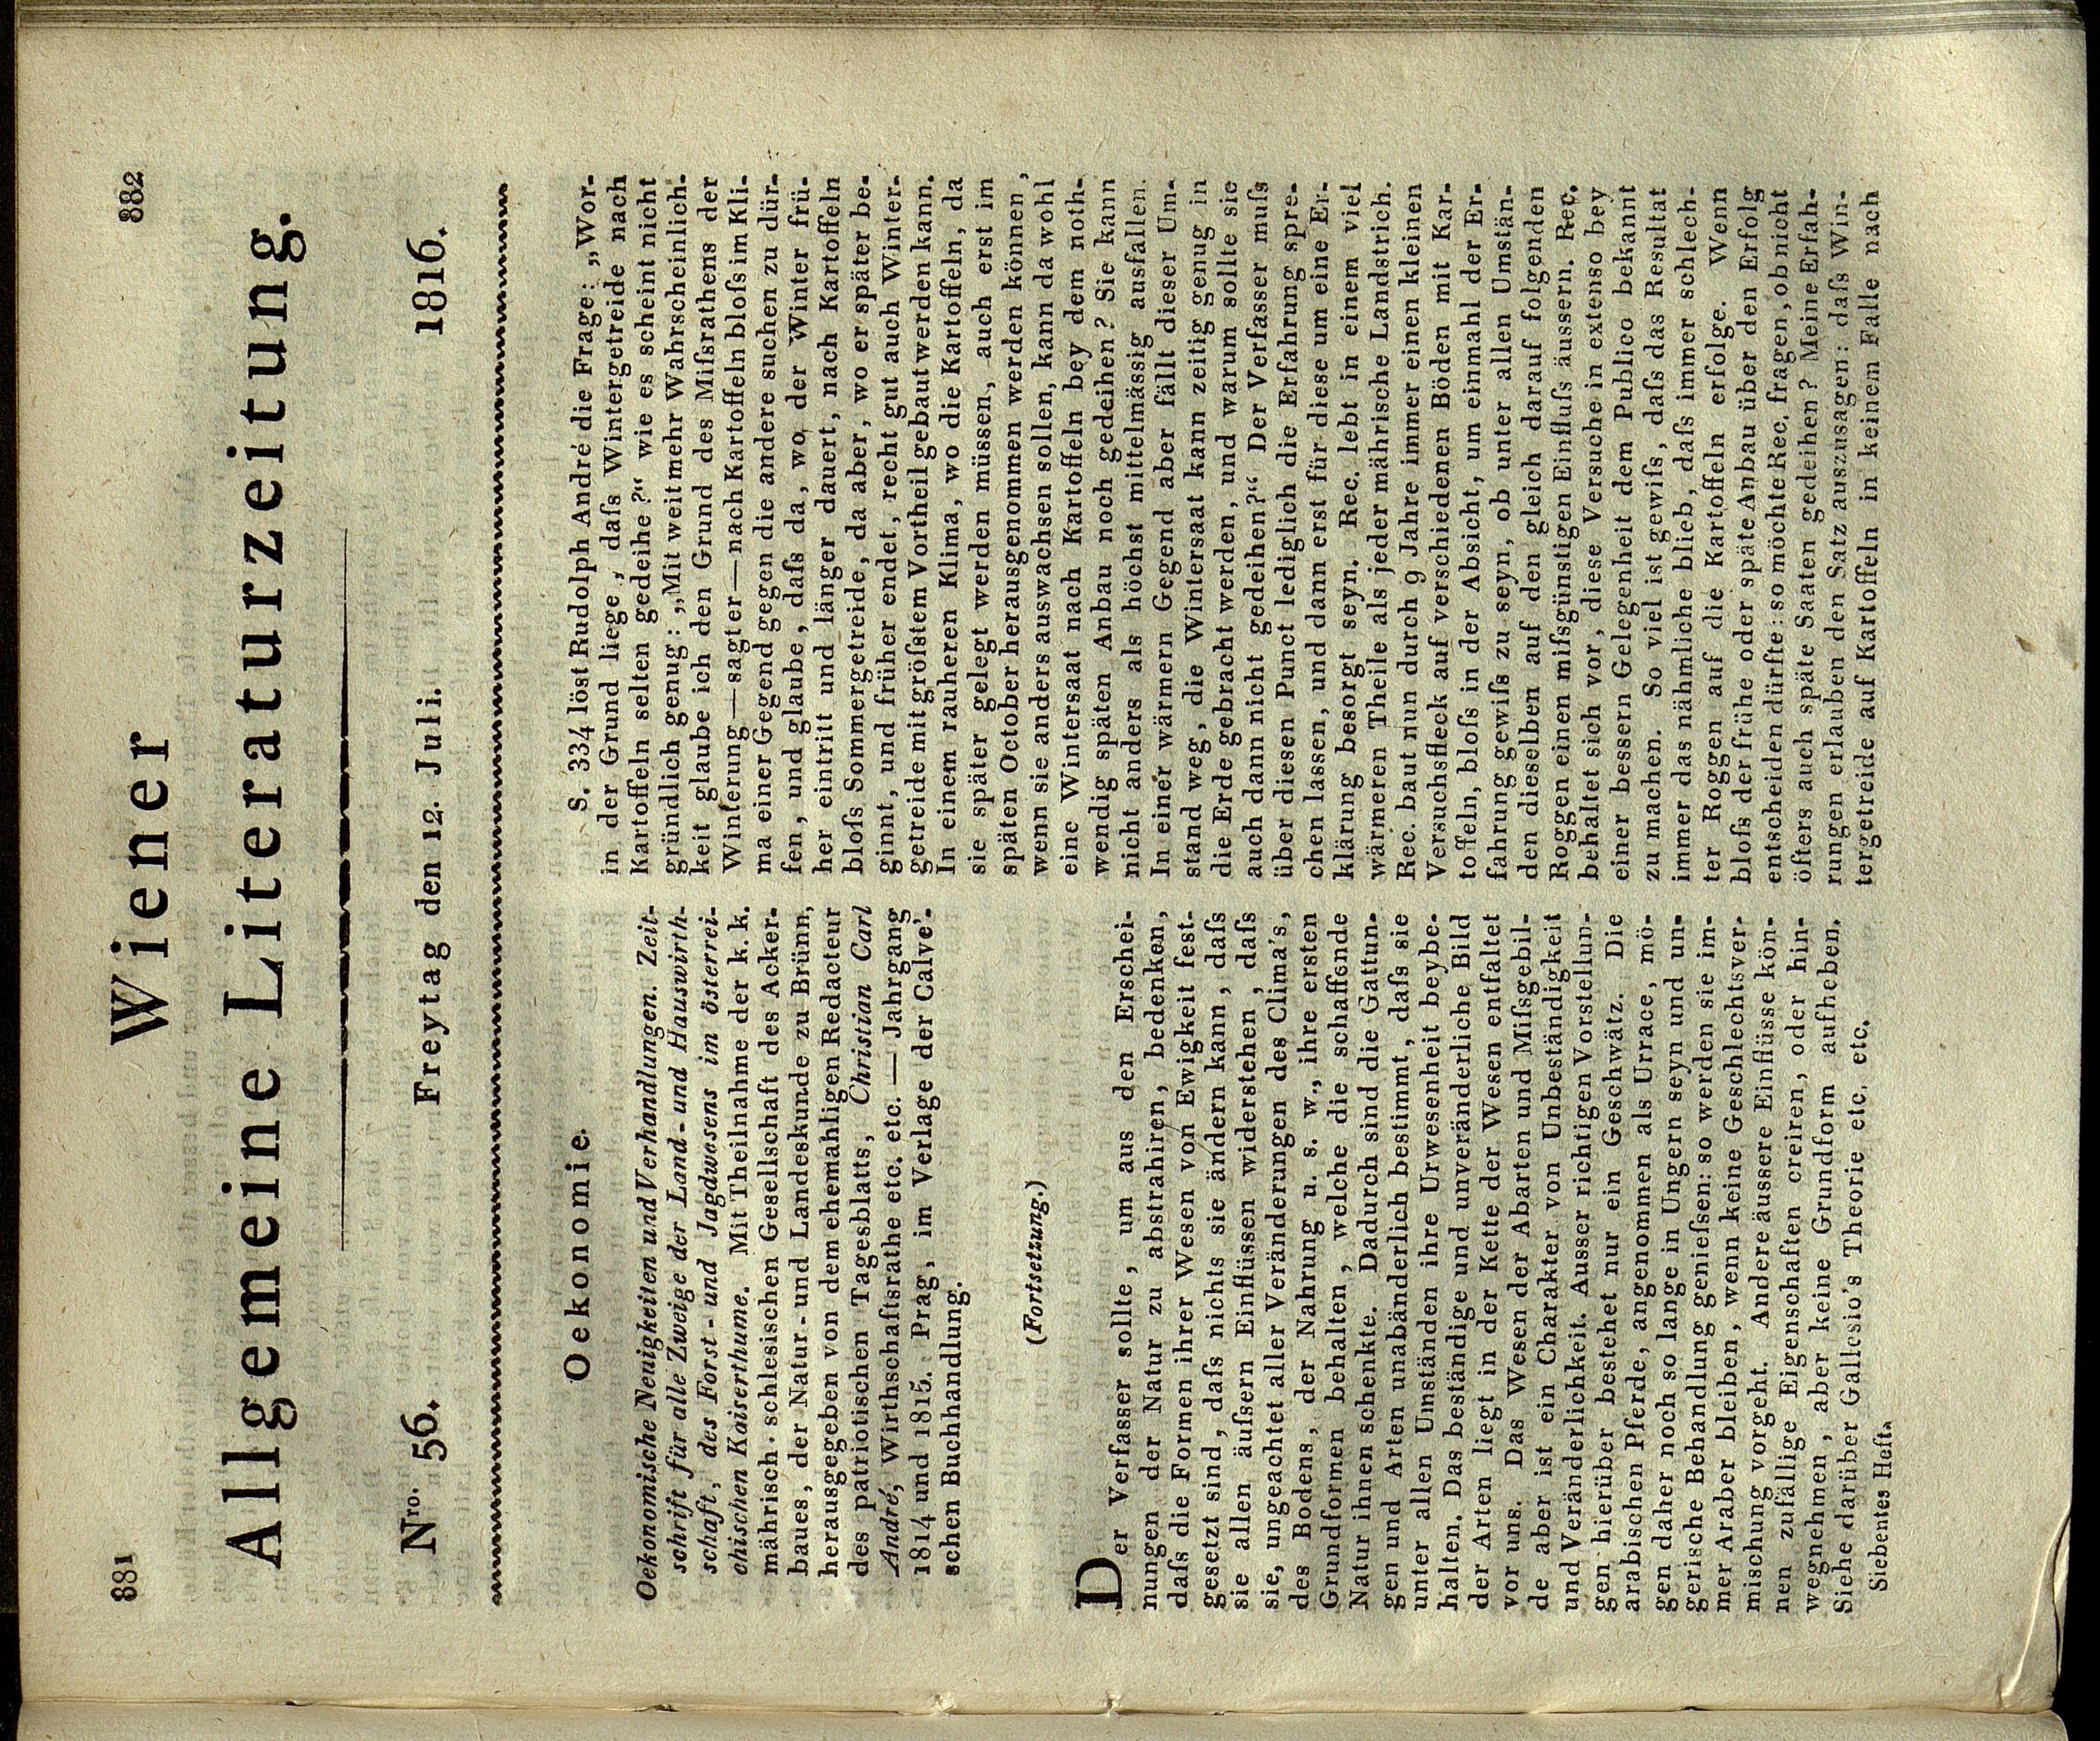 881
882
Wiener
Allgemeine Literaturzeitung.
Nro. 56.
Freytag den 12. Juli.
1816.
Oekonomie.
Oekonomische Neuigkeiten und Verhandlungen. Zeit-
schrift für alle Zweige der Land- und Hauswirth-
schaft, des Forst- und Jagdwesens im österrei-
chischen Kaiserthume. Mit Theilnahme der k. k.
mährisch-schlesischen Gesellschaft des Acker-
baues, der Natur- und Landeskunde zu Brünn,
herausgegeben von dem ehemahligen Redacteur
des patriotischen Tagesblatts, Christian Carl
André, Wirthschaftsrathe etc. etc. — Jahrgang
1814 und 1815. Prag, im Verlage der Calve'-
schen Buchhandlung.
(Fortsetzung.)
Der Verfasser sollte, um aus den Erschei-
nungen der Natur zu abstrahiren, bedenken,
daſs die Formen ihrer Wesen von Ewigkeit fest-
gesetzt sind, daſs nichts sie ändern kann, daſs
sie allen äuſsern Einflüssen widerstehen, daſs
sie, ungeachtet aller Veränderungen des Clima's,
des Bodens, der Nahrung u. s. w., ihre ersten
Grundformen behalten, welche die schaffende
Natur ihnen schenkte. Dadurch sind die Gattun-
gen und Arten unabänderlich bestimmt, daſs sie
unter allen Umständen ihre Urwesenheit beybe-
halten. Das beständige und unveränderliche Bild
der Arten liegt in der Kette der Wesen entfaltet
vor uns. Das Wesen der Abarten und Miſsgebil-
de aber ist ein Charakter von Unbeständigkeit
und Veränderlichkeit. Ausser richtigen Vorstellun-
gen hierüber bestehet nur ein Geschwätz. Die
arabischen Pferde, angenommen als Urrace, mö-
gen daher noch so lange in Ungern seyn und un-
gerische Behandlung genieſsen: so werden sie im-
mer Araber bleiben, wenn keine Geschlechtsver-
mischung vorgeht. Andere äussere Einflüsse kön-
nen zufällige Eigenschaften creiren, oder hin-
wegnehmen, aber keine Grundform aufheben.
Siehe darüber Gallesio's Theorie etc. etc. etc.
Siebentes Heft.
S. 334 löst Rudolph André die Frage: „Wor-
in der Grund liege, daſs Wintergetreide nach
Kartoffeln selten gedeihe?“ wie es scheint nicht
gründlich genug: „Mit weit mehr Wahrscheinlich-
keit glaube ich den Grund des Miſsrathens der
Winterung — sagt er — nach Kartoffeln bloſs im Kli-
ma einer Gegend gegen die andere suchen zu dür-
fen, und glaube, daſs da, wo der Winter frü-
her eintritt und länger dauert, nach Kartoffeln
bloſs Sommergetreide, da aber, wo er später be-
ginnt, und früher endet, recht gut auch Winter-
getreide mit gröſstem Vortheil gebaut werden kann.
In einem rauheren Klima, wo die Kartoffeln, da
sie später gelegt werden müssen, auch erst im
späten October herausgenommen werden können,
wenn sie anders auswachsen sollen, kann da wohl
eine Wintersaat nach Kartoffeln bey dem noth-
wendig späten Anbau noch gedeihen? Sie kann
nicht anders als höchst mittelmässig ausfallen.
In einer wärmern Gegend aber fällt dieser Um-
stand weg, die Wintersaat kann zeitig genug in
die Erde gebracht werden, und warum sollte sie
auch dann nicht gedeihen?“ Der Verfasser muſs
über diesen Punct lediglich die Erfahrung spre-
chen lassen, und dann erst für diese um eine Er-
klärung besorgt seyn. Rec. lebt in einem viel
wärmeren Theile als jeder mährische Landstrich.
Rec. baut nun durch 9 Jahre immer einen kleinen
Versuchsfleck auf verschiedenen Böden mit Kar-
toffeln, bloſs in der Absicht, um einmahl der Er-
fahrung gewiſs zu seyn, ob unter allen Umstän-
den dieselben auf den gleich darauf folgenden
Roggen einen miſsgünstigen Einfluſs äussern. Rec.
behaltet sich vor, diese Versuche in extenso bey
einer bessern Gelegenheit dem Publico bekannt
zu machen. So viel ist gewiſs, daſs das Resultat
immer das nähmliche blieb, daſs immer schlech-
ter Roggen auf die Kartoffeln erfolge. Wenn
bloſs der frühe oder späte Anbau über den Erfolg
entscheiden dürfte: so möchte Rec. fragen, ob nicht
öfters auch späte Saaten gedeihen? Meine Erfah-
rungen erlauben den Satz auszusagen: daſs Win-
tergetreide auf Kartoffeln in keinem Falle nach